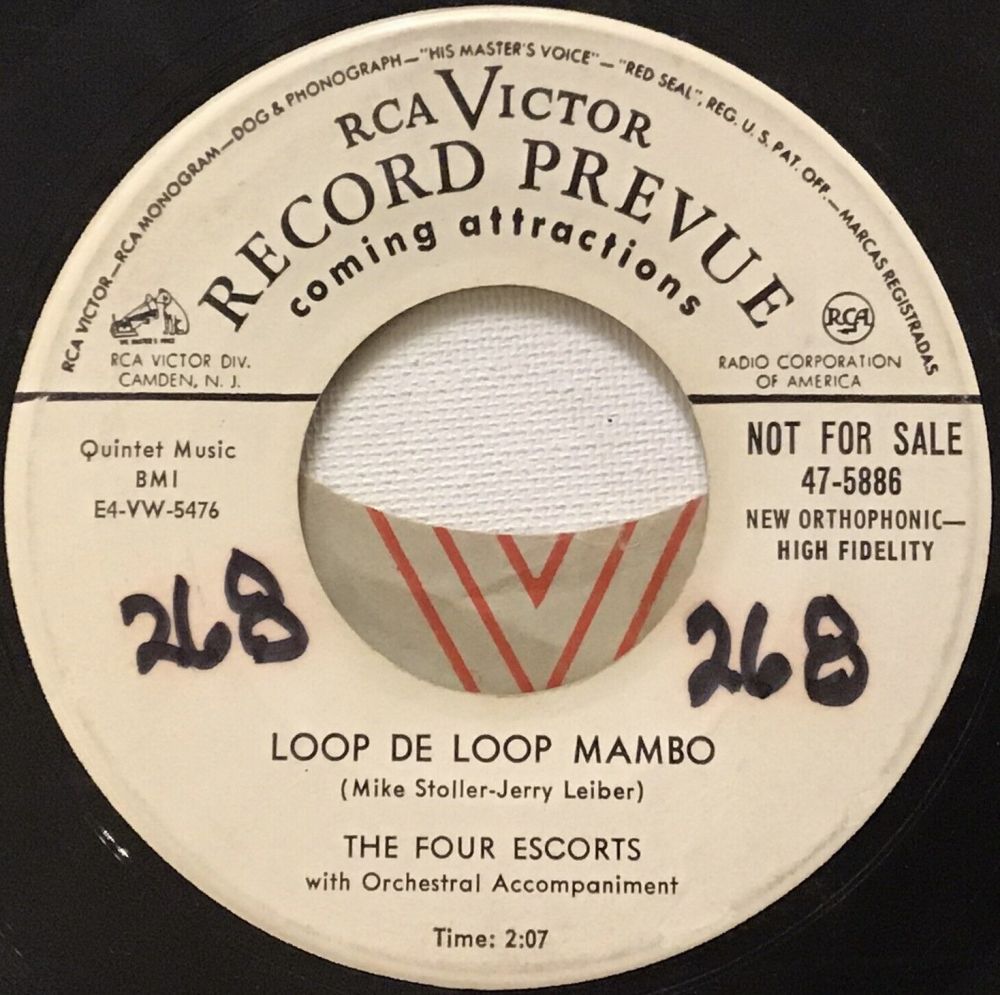 RCA VICTOR—RCA MONOGRAM—DOG & PHONOGRAPH—"HIS MASTER'S VOICE"—"RED SEAL", REG. U. S. PAT. OFF.—MARCAS REGISTRADAS
RCA VICTOR
RECORD PREVUE
coming attractions
"HIS MASTER'S VOICE"
RCA VICTOR DIV.
CAMDEN, N. J.
RCA
RADIO CORPORATION
OF AMERICA
Quintet Music
BMI
E4-VW-5476
NOT FOR SALE
47-5886
NEW ORTHOPHONIC—
HIGH FIDELITY
268
268
LOOP DE LOOP MAMBO
(Mike Stoller-Jerry Leiber)
THE FOUR ESCORTS
with Orchestral Accompaniment
Time: 2:07